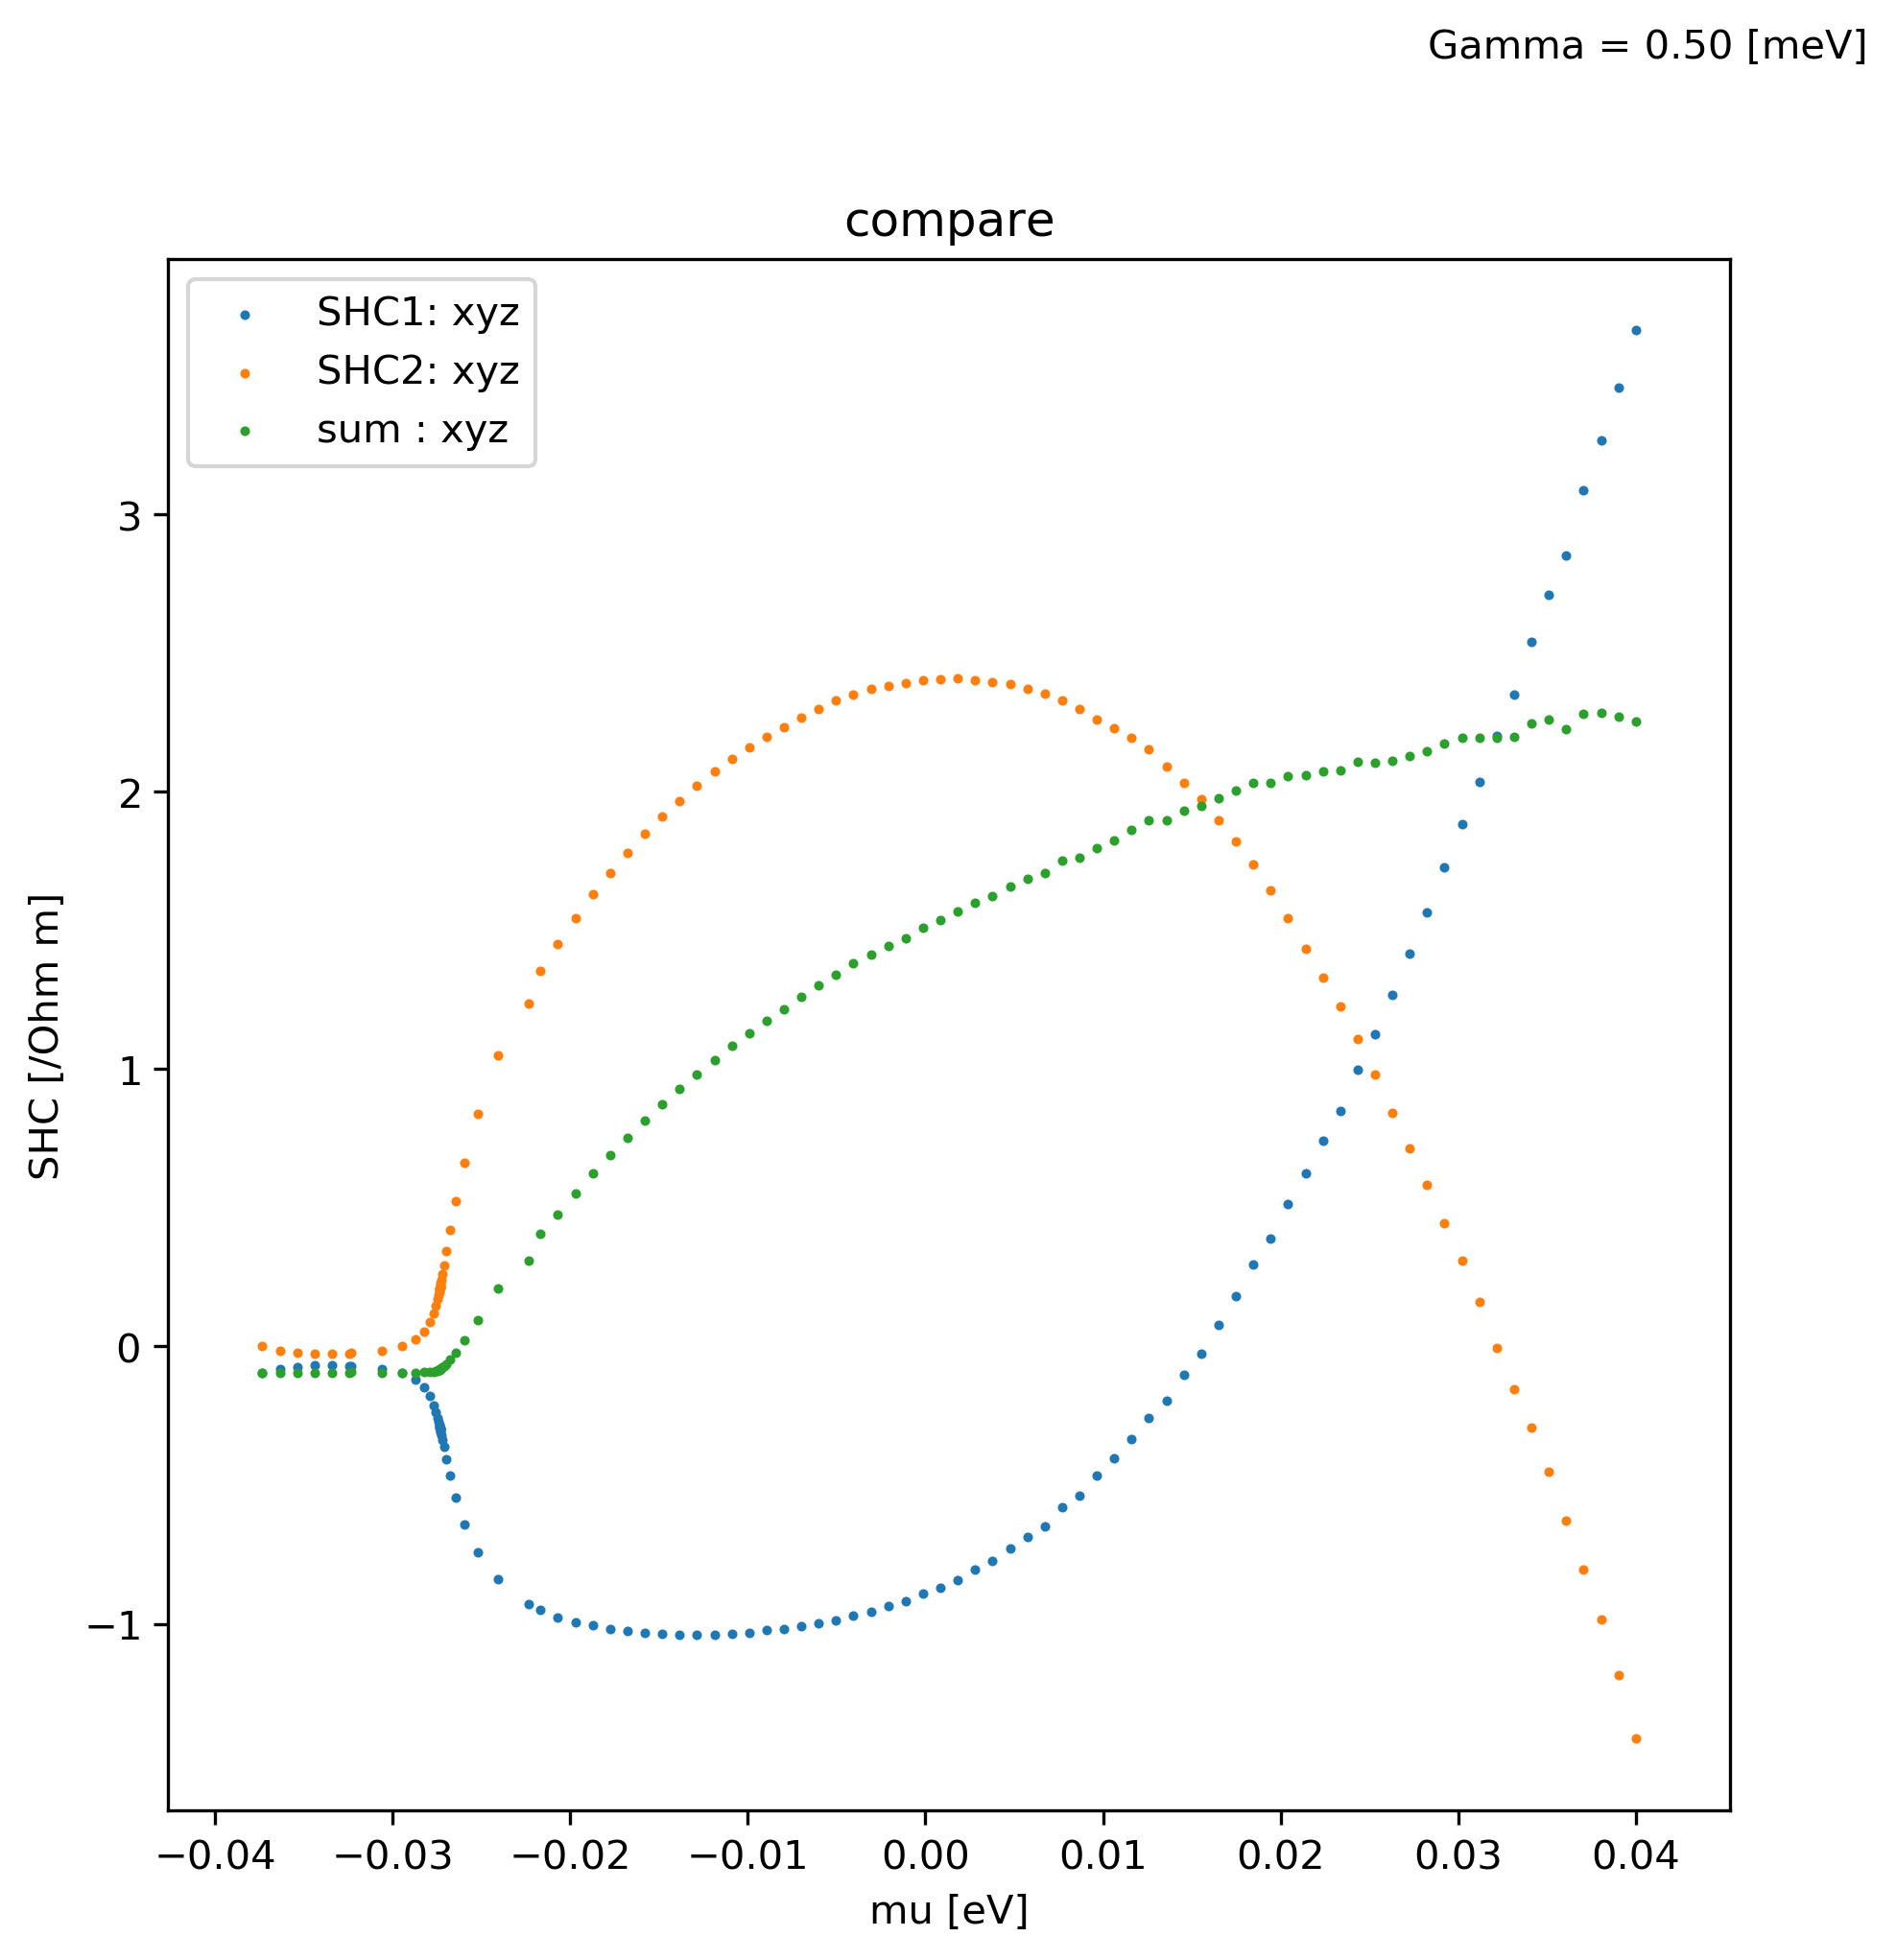 Gamma = 0.50 [meV]
compare
SHC1: xyz
SHC2: xyz
sum : xyz
3
2
1
0
−1
SHC [/Ohm m]
−0.04 −0.03 −0.02 −0.01 0.00 0.01 0.02 0.03 0.04
mu [eV]